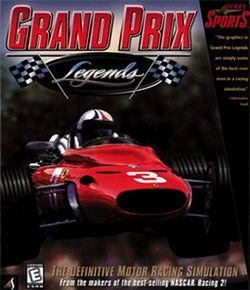 GRAND PRIX
Legends
SIERRA
SPORTS
"The graphics in
Grand Prix Legends
are simply some
of the best ever
seen in a racing
simulation."
3
THE DEFINITIVE MOTOR RACING SIMULATION
From the makers of the best-selling NASCAR Racing 2!
E